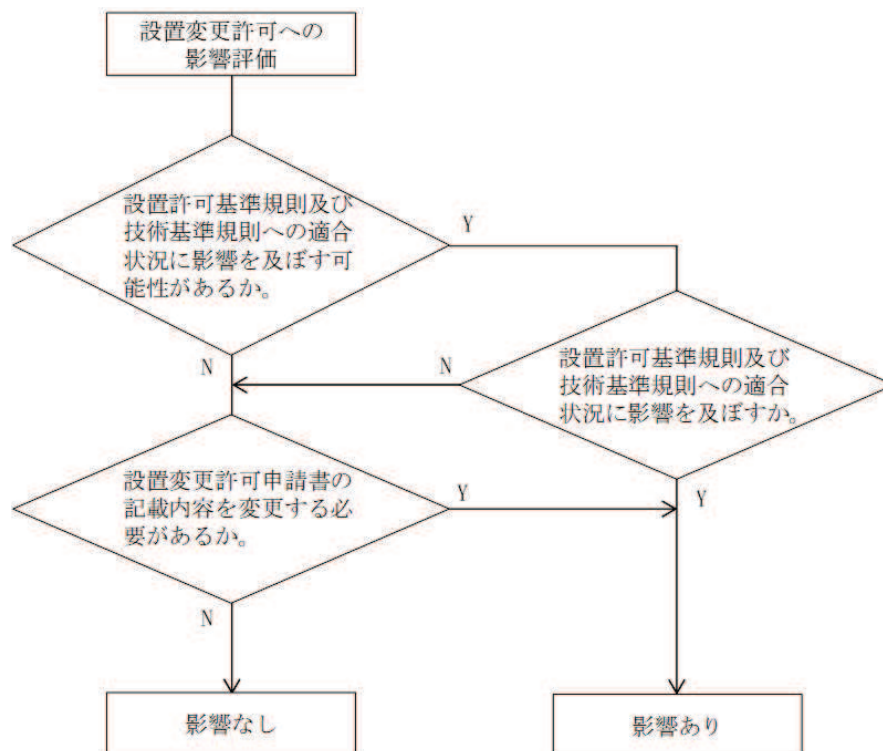 設置変更許可への
影響評価
設置許可基準規則及び
技術基準規則への適合
状況に影響を及ぼす可
能性があるか。
Y
N
設置許可基準規則及び
技術基準規則への適合
状況に影響を及ぼすか。
N
Y
設置変更許可申請書の
記載内容を変更する必
要があるか。
Y
N
影響なし
影響あり